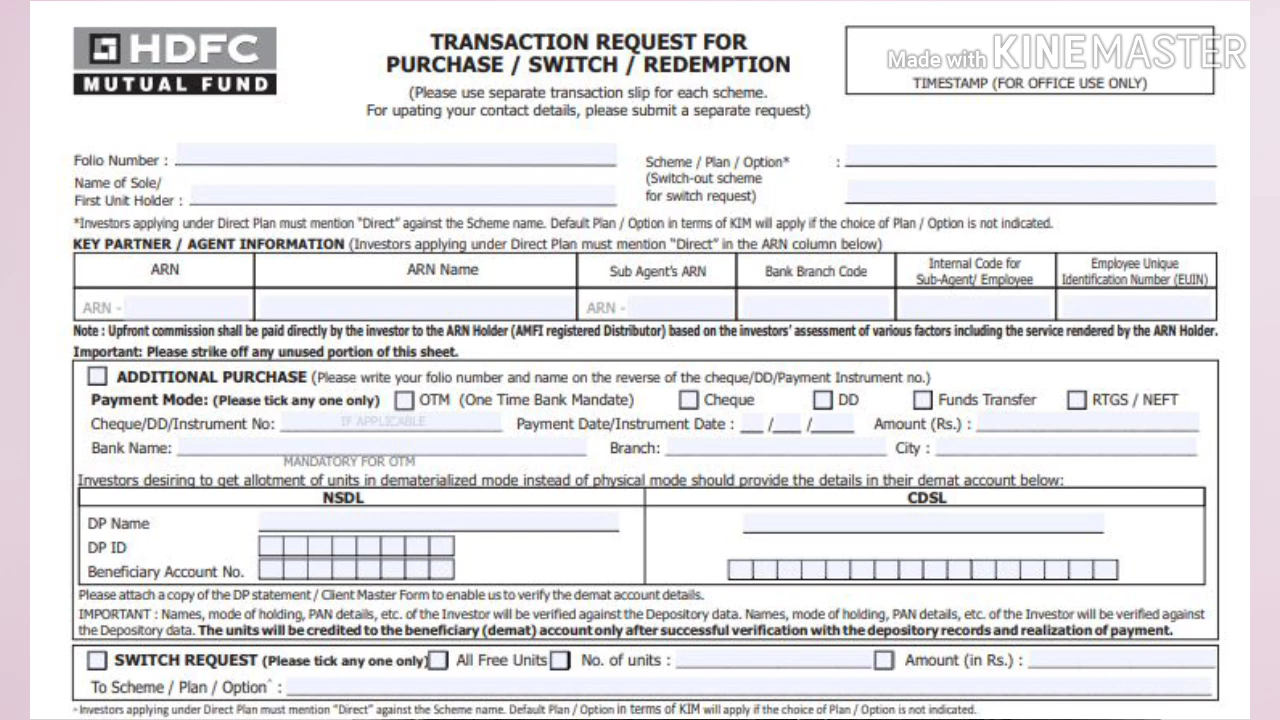 HDFC
MUTUAL FUND
TRANSACTION REQUEST FOR
PURCHASE / SWITCH / REDEMPTION
(Please use separate transaction slip for each scheme.
For upating your contact details, please submit a separate request)
Made with KINEMASTER
TIMESTAMP (FOR OFFICE USE ONLY)
Folio Number :
Scheme / Plan / Option* :
Name of Sole/
(Switch-out scheme
First Unit Holder :
for switch request)
*Investors applying under Direct Plan must mention "Direct" against the Scheme name. Default Plan / Option in terms of KIM will apply if the choice of Plan / Option is not indicated.
KEY PARTNER / AGENT INFORMATION (Investors applying under Direct Plan must mention "Direct" in the ARN column below)
ARN
ARN Name
Sub Agent's ARN
Bank Branch Code
Internal Code for
Sub-Agent/ Employee
Employee Unique
Identification Number (EUIN)
ARN -
ARN -
Note : Upfront commission shall be paid directly by the investor to the ARN Holder (AMFI registered Distributor) based on the investors' assessment of various factors including the service rendered by the ARN Holder.
Important: Please strike off any unused portion of this sheet.
ADDITIONAL PURCHASE (Please write your folio number and name on the reverse of the cheque/DD/Payment Instrument no.)
Payment Mode: (Please tick any one only) OTM (One Time Bank Mandate) Cheque DD Funds Transfer RTGS / NEFT
Cheque/DD/Instrument No: IF APPLICABLE Payment Date/Instrument Date : __ /__ /____ Amount (Rs.) :
Bank Name: Branch: City :
MANDATORY FOR OTM
Investors desiring to get allotment of units in dematerialized mode instead of physical mode should provide the details in their demat account below:
NSDL
CDSL
DP Name
DP ID
Beneficiary Account No.
Please attach a copy of the DP statement / Client Master Form to enable us to verify the demat account details.
IMPORTANT : Names, mode of holding, PAN details, etc. of the Investor will be verified against the Depository data. Names, mode of holding, PAN details, etc. of the Investor will be verified against
the Depository data. The units will be credited to the beneficiary (demat) account only after successful verification with the depository records and realization of payment.
SWITCH REQUEST (Please tick any one only) All Free Units No. of units : Amount (in Rs.) :
To Scheme / Plan / Option^ :
^Investors applying under Direct Plan must mention "Direct" against the Scheme name. Default Plan / Option in terms of KIM will apply if the choice of Plan / Option is not indicated.